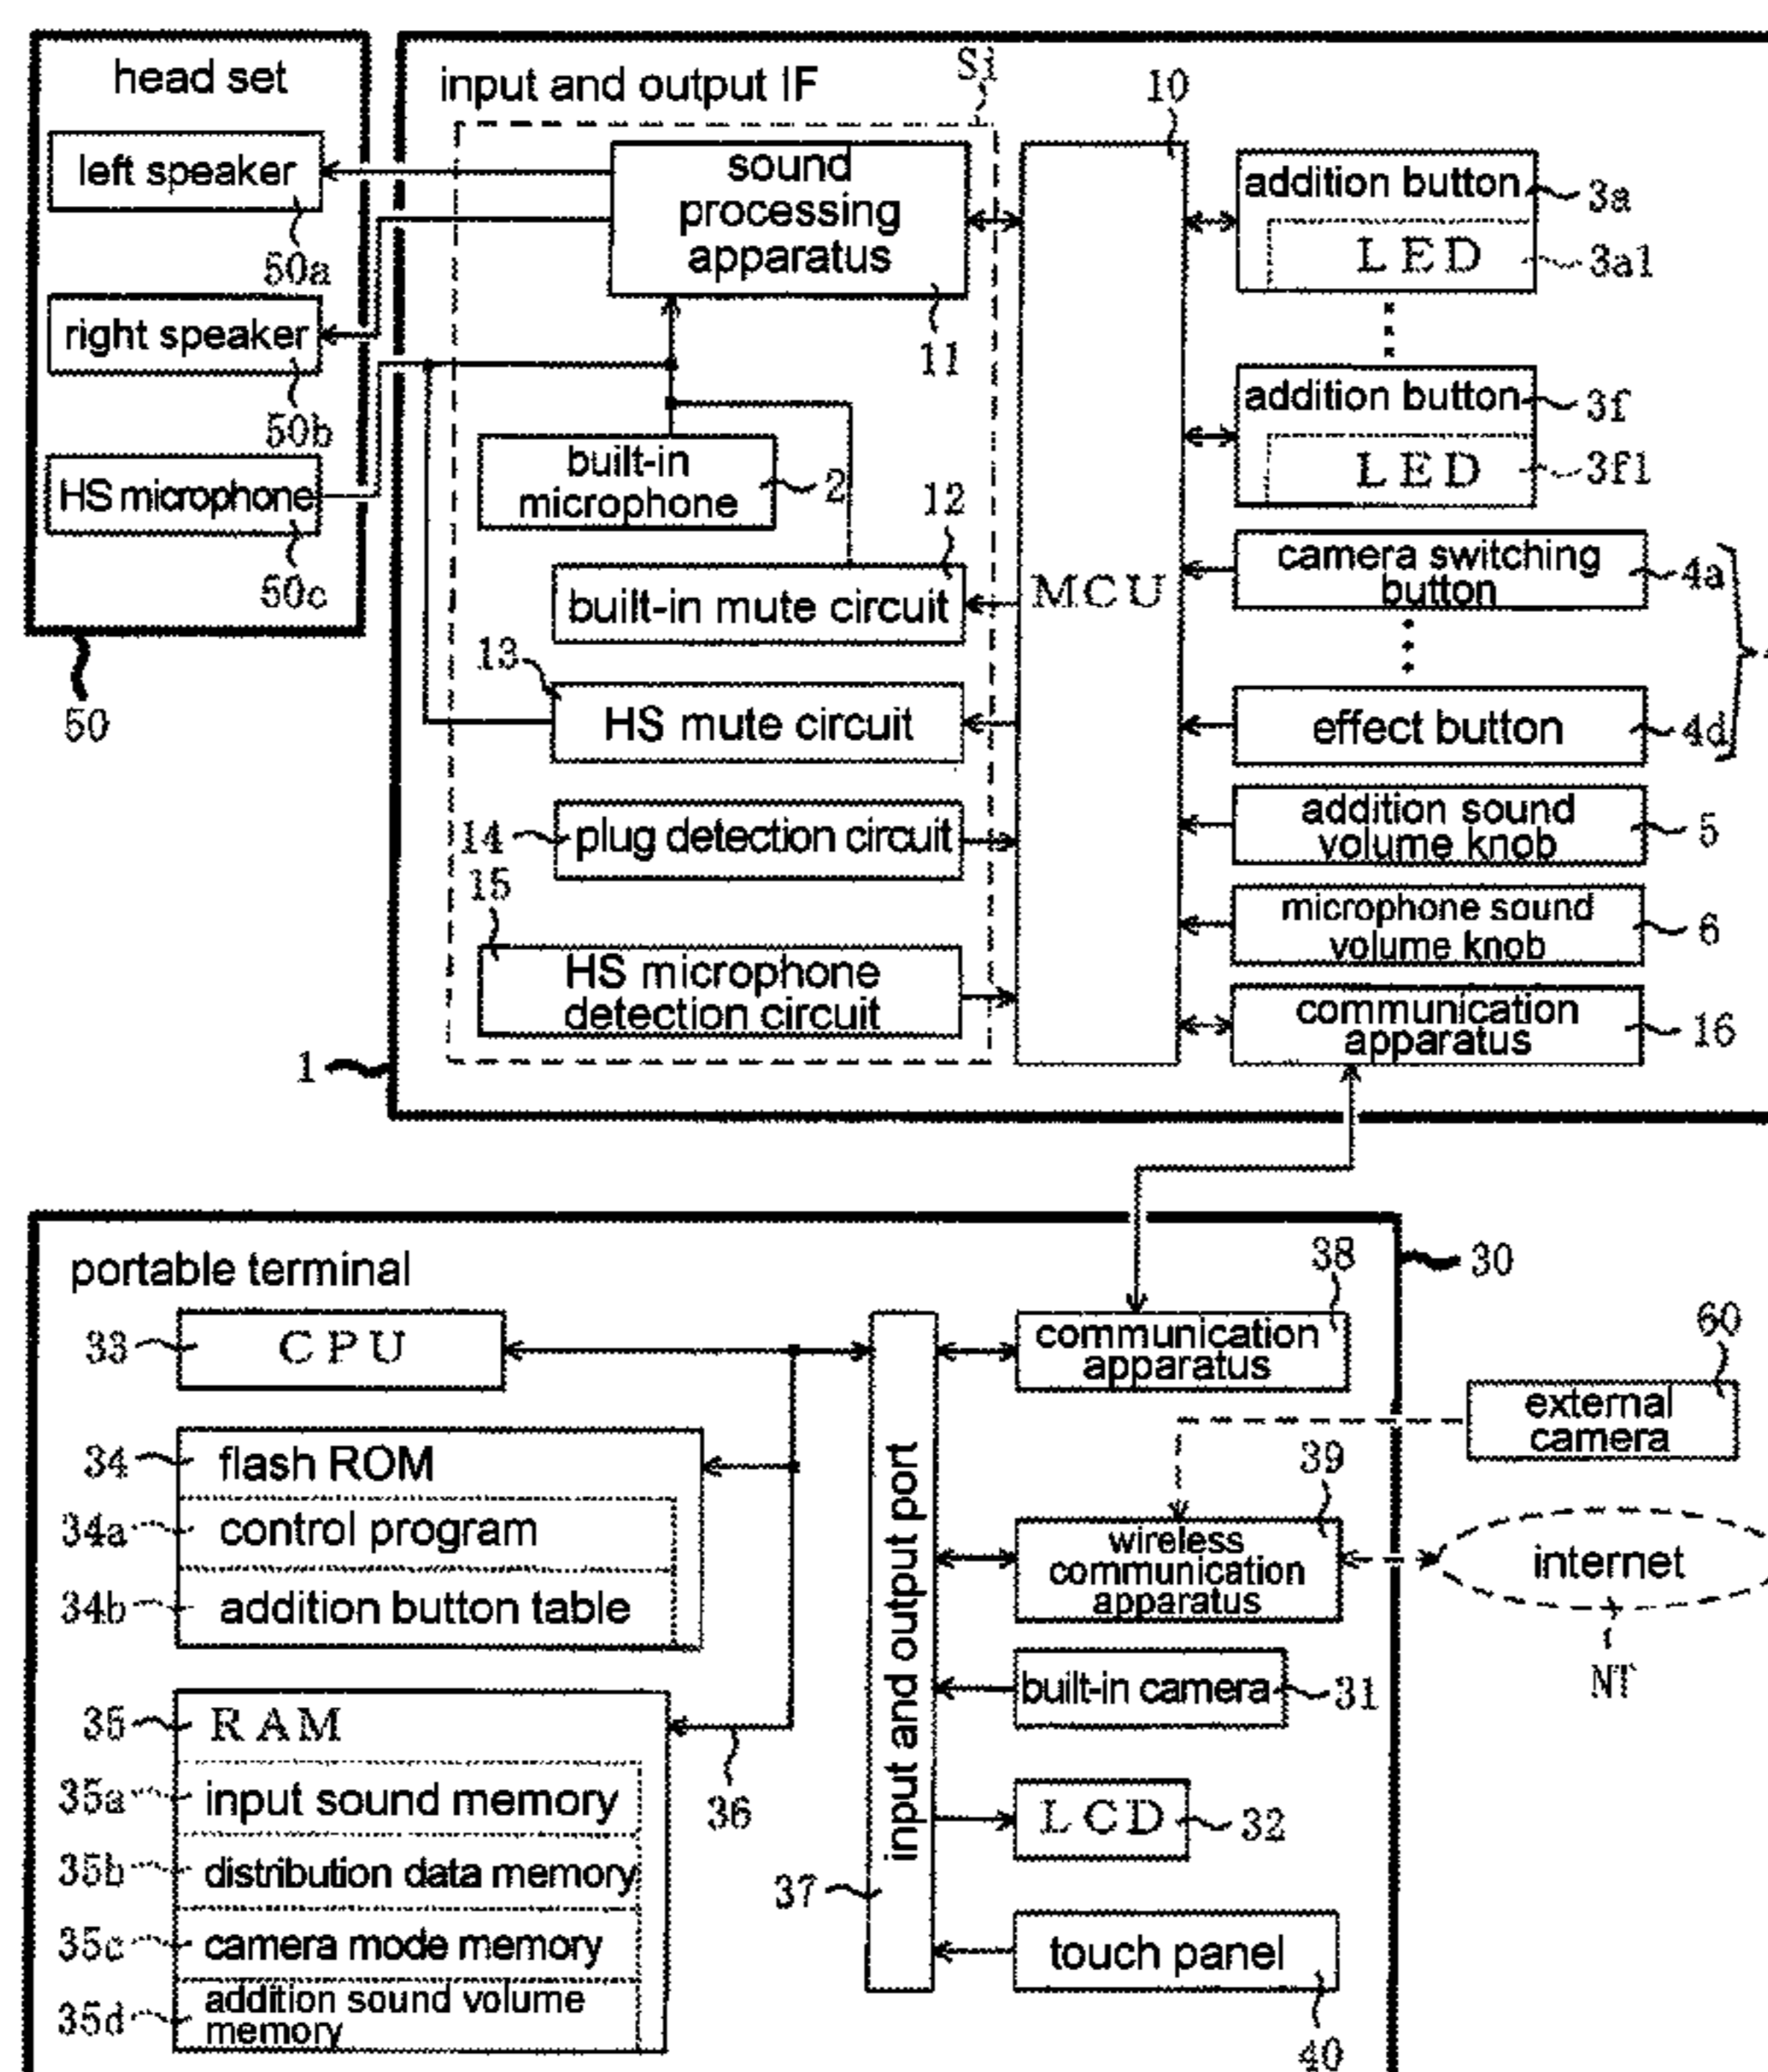 head set
left speaker
50a
right speaker
50b
HS microphone
50c
50
input and output IF
Si
sound
processing
apparatus
11
built-in
microphone
2
12
built-in mute circuit
13
HS mute circuit
14
plug detection circuit
15
HS microphone
detection circuit
1
10
MCU
addition button
3a
LED
3a1
addition button
3f
LED
3f1
camera switching
button
4a
effect button
4d
addition sound
volume knob
5
microphone sound
volume knob
6
communication
apparatus
16
portable terminal
30
33
CPU
34
flash ROM
34a
control program
34b
addition button table
35
RAM
35a
input sound memory
35b
distribution data memory
35c
camera mode memory
35d
addition sound volume
memory
36
input and output port
37
38
communication
apparatus
39
wireless
communication
apparatus
built-in camera
31
LCD
32
touch panel
40
60
external
camera
internet
NT